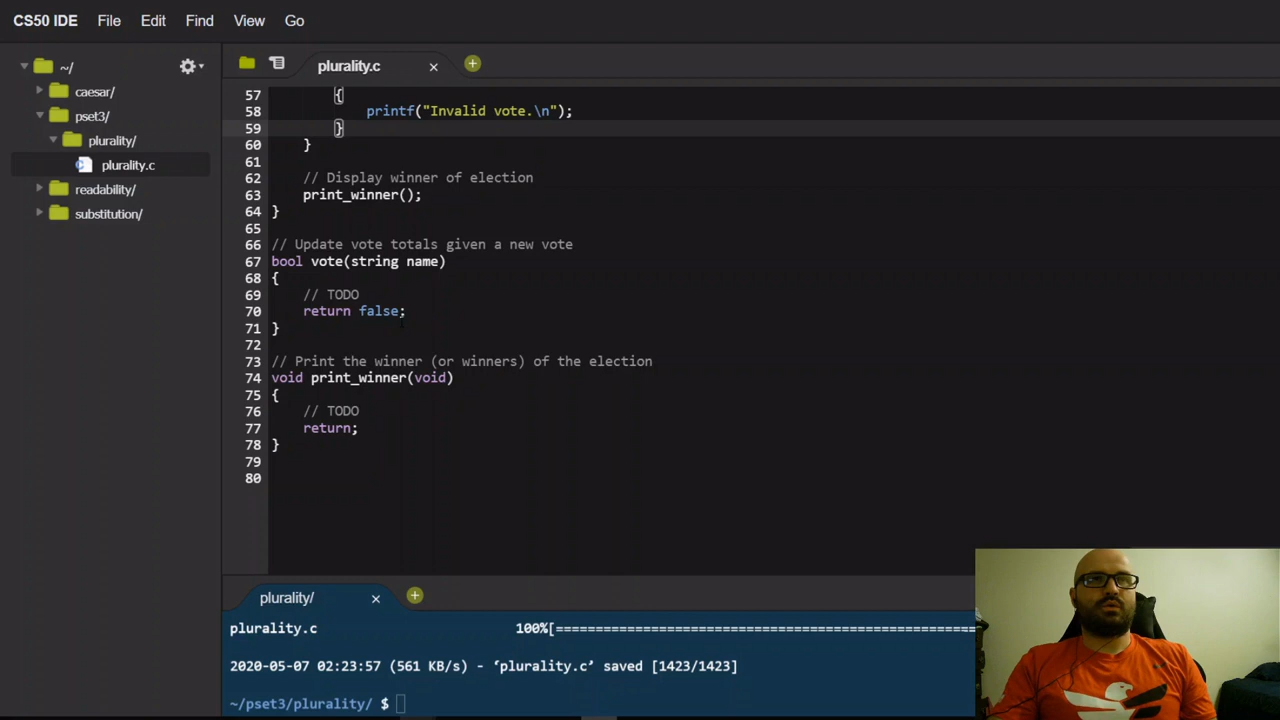 CS50 IDE File Edit Find View Go
~/
caesar/
pset3/
plurality/
plurality.c
readability/
substitution/
plurality.c ×
57 {
58 printf("Invalid vote.\n");
59 }
60 }
61
62 // Display winner of election
63 print_winner();
64 }
65
66 // Update vote totals given a new vote
67 bool vote(string name)
68 {
69 // TODO
70 return false;
71 }
72
73 // Print the winner (or winners) of the election
74 void print_winner(void)
75 {
76 // TODO
77 return;
78 }
79
80
plurality/ ×
plurality.c 100%[======================================
2020-05-07 02:23:57 (561 KB/s) - ‘plurality.c’ saved [1423/1423]
~/pset3/plurality/ $